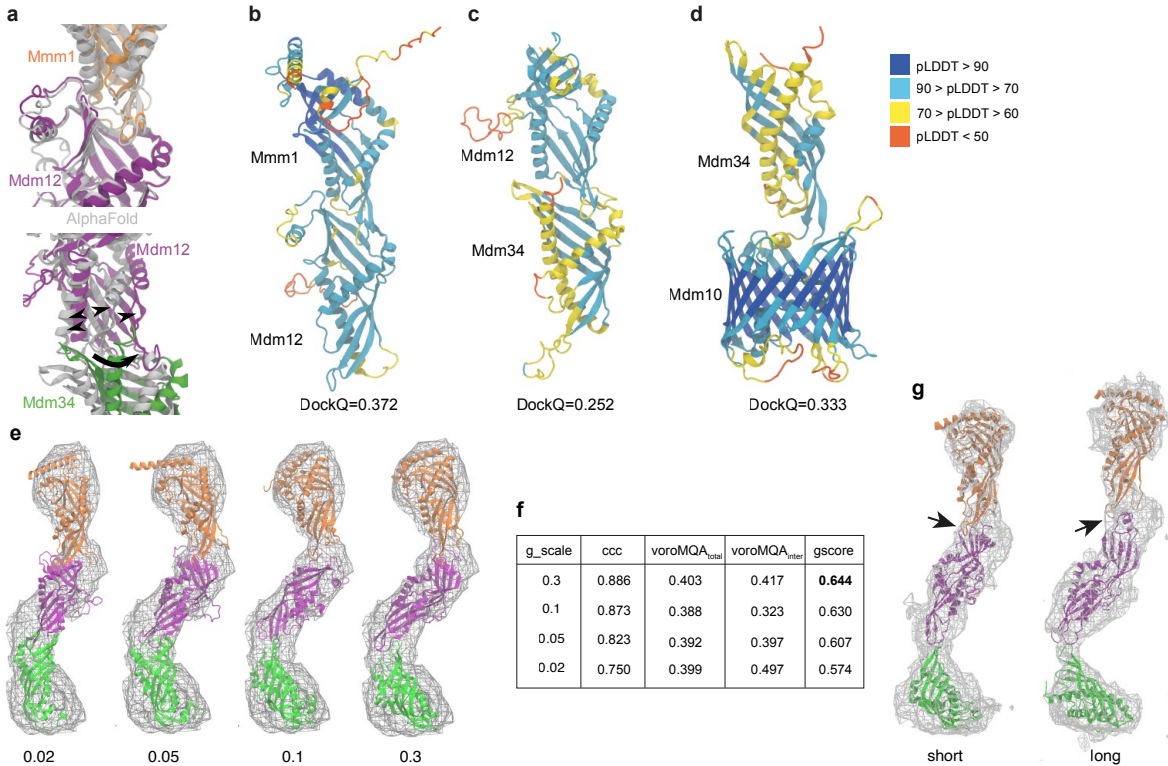 a
Mmm1
Mdm12
AlphaFold
Mdm12
Mdm34
b
Mmm1
Mdm12
DockQ=0.372
c
Mdm12
Mdm34
DockQ=0.252
d
Mdm34
Mdm10
DockQ=0.333
pLDDT > 90
90 > pLDDT > 70
70 > pLDDT > 60
pLDDT < 50
e
0.02 0.05 0.1 0.3
f
g_scale ccc voroMQAtotal voroMQAinter gscore
0.3 0.886 0.403 0.417 0.644
0.1 0.873 0.388 0.323 0.630
0.05 0.823 0.392 0.397 0.607
0.02 0.750 0.399 0.497 0.574
g
short long